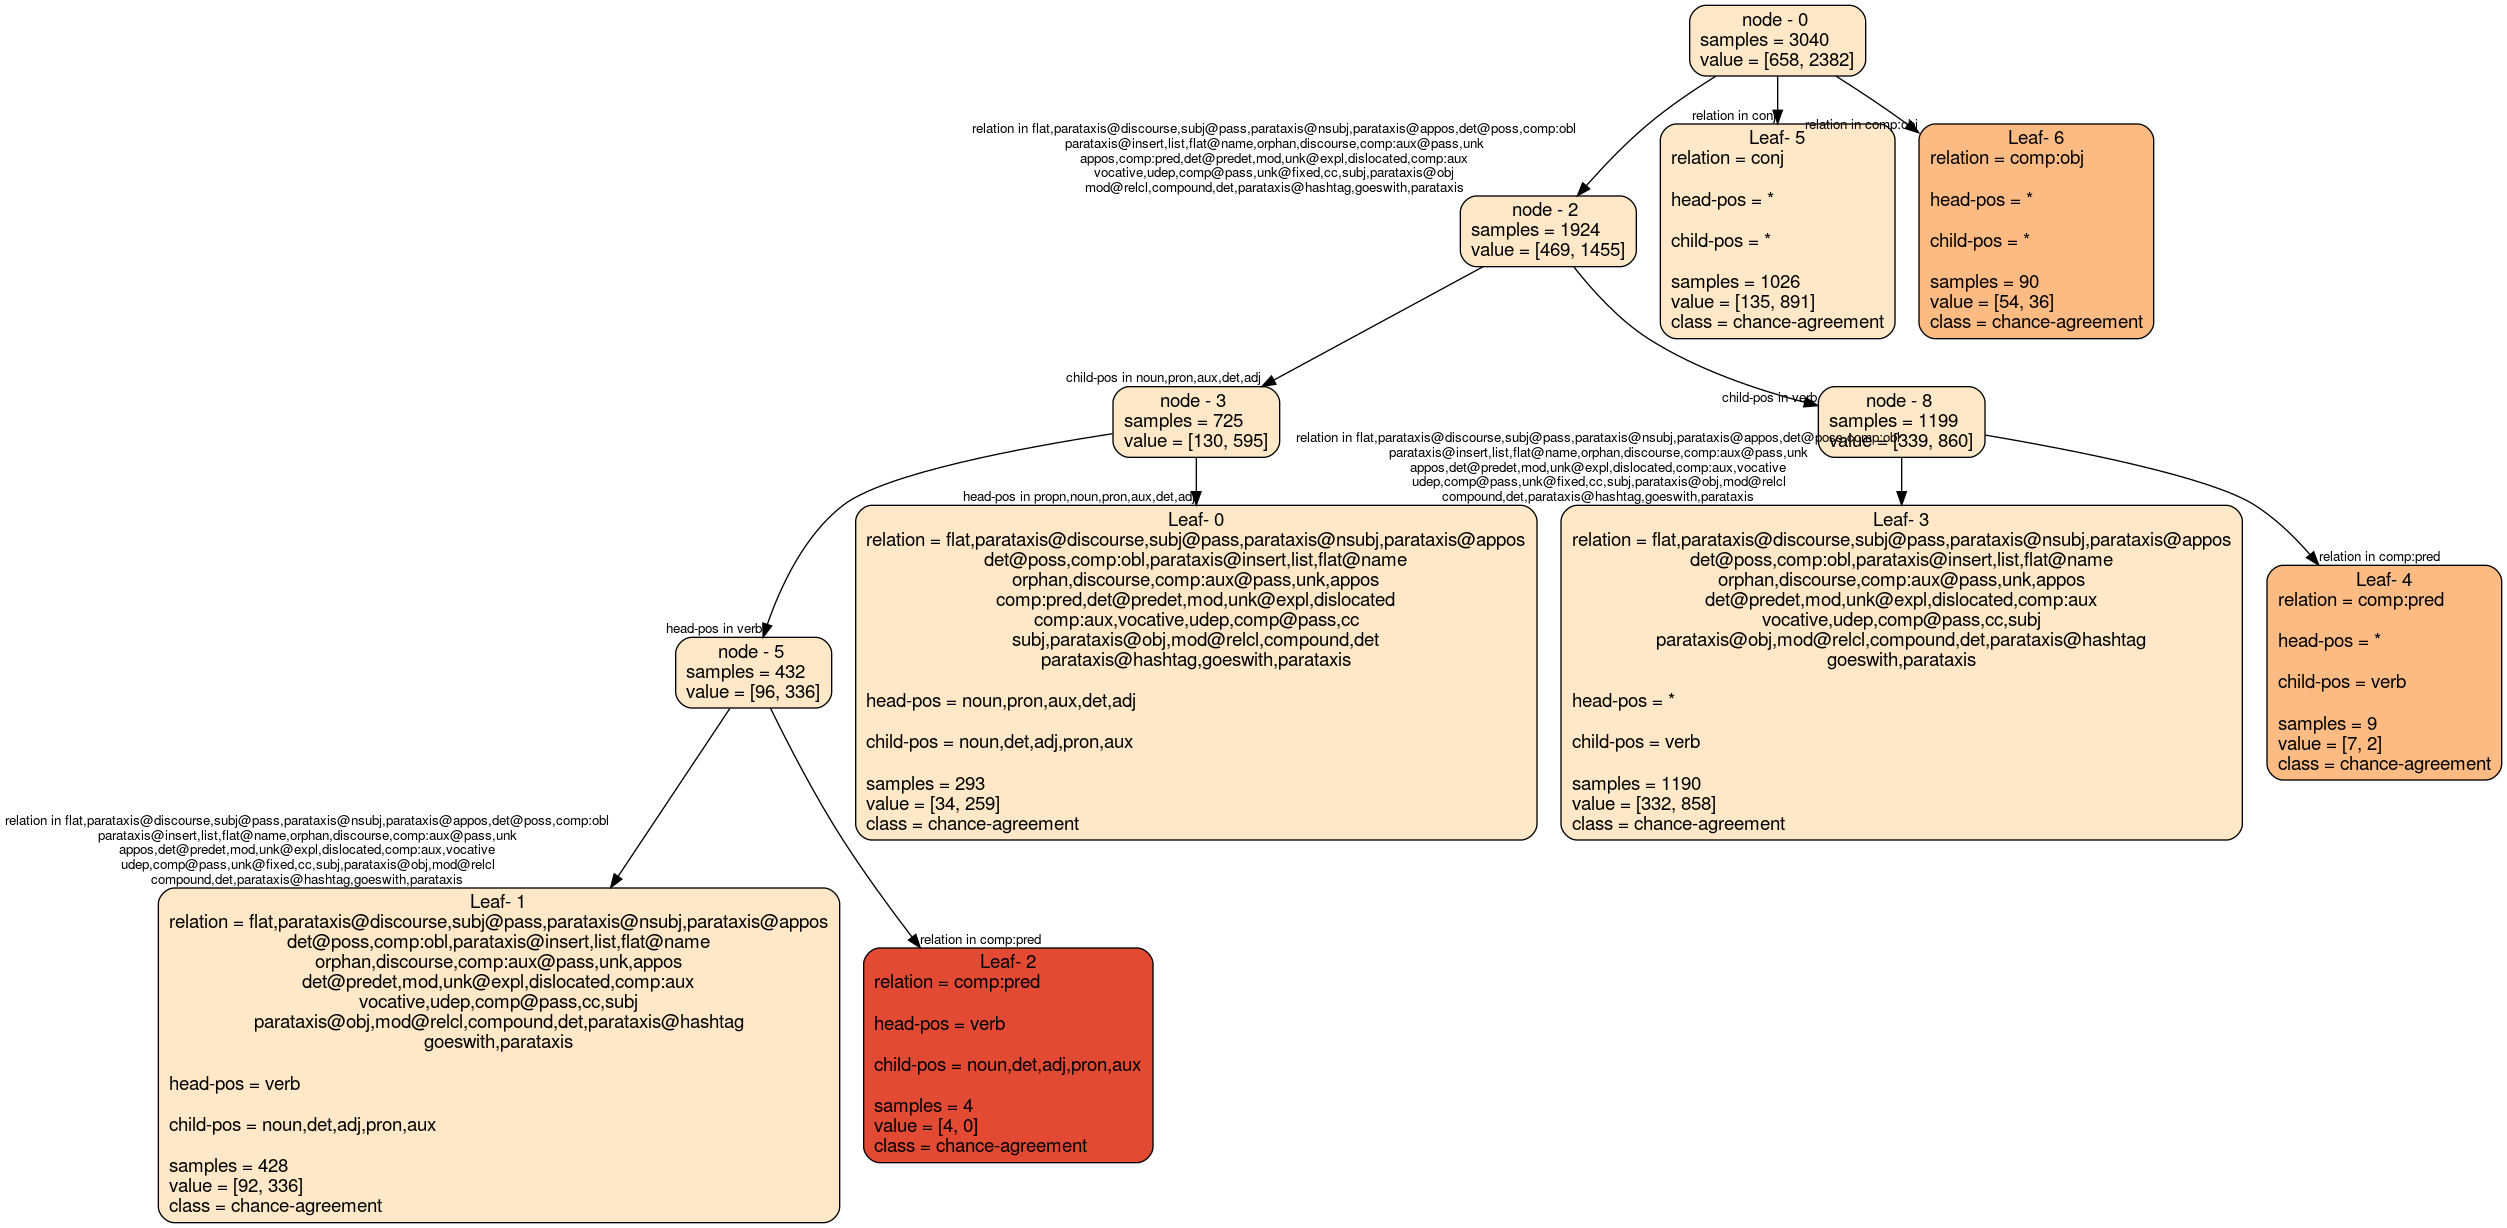 node - 0
samples = 3040
value = [658, 2382]
relation in flat,parataxis@discourse,subj@pass,parataxis@nsubj,parataxis@appos,det@poss,comp:obl
parataxis@insert,list,flat@name,orphan,discourse,comp:aux@pass,unk
appos,comp:pred,det@predet,mod,unk@expl,dislocated,comp:aux
vocative,udep,comp@pass,unk@fixed,cc,subj,parataxis@obj
mod@relcl,compound,det,parataxis@hashtag,goeswith,parataxis
relation in conj
relation in comp:obj
node - 2
samples = 1924
value = [469, 1455]
Leaf- 5
relation = conj
head-pos = *
child-pos = *
samples = 1026
value = [135, 891]
class = chance-agreement
Leaf- 6
relation = comp:obj
head-pos = *
child-pos = *
samples = 90
value = [54, 36]
class = chance-agreement
child-pos in noun,pron,aux,det,adj
node - 3
samples = 725
value = [130, 595]
child-pos in verb
node - 8
samples = 1199
value = [339, 860]
head-pos in verb
node - 5
samples = 432
value = [96, 336]
head-pos in propn,noun,pron,aux,det,adj
Leaf- 0
relation = flat,parataxis@discourse,subj@pass,parataxis@nsubj,parataxis@appos
det@poss,comp:obl,parataxis@insert,list,flat@name
orphan,discourse,comp:aux@pass,unk,appos
comp:pred,det@predet,mod,unk@expl,dislocated
comp:aux,vocative,udep,comp@pass,cc
subj,parataxis@obj,mod@relcl,compound,det
parataxis@hashtag,goeswith,parataxis
head-pos = noun,pron,aux,det,adj
child-pos = noun,det,adj,pron,aux
samples = 293
value = [34, 259]
class = chance-agreement
relation in flat,parataxis@discourse,subj@pass,parataxis@nsubj,parataxis@appos,det@poss,comp:obl
parataxis@insert,list,flat@name,orphan,discourse,comp:aux@pass,unk
appos,det@predet,mod,unk@expl,dislocated,comp:aux,vocative
udep,comp@pass,unk@fixed,cc,subj,parataxis@obj,mod@relcl
compound,det,parataxis@hashtag,goeswith,parataxis
Leaf- 3
relation = flat,parataxis@discourse,subj@pass,parataxis@nsubj,parataxis@appos
det@poss,comp:obl,parataxis@insert,list,flat@name
orphan,discourse,comp:aux@pass,unk,appos
det@predet,mod,unk@expl,dislocated,comp:aux
vocative,udep,comp@pass,cc,subj
parataxis@obj,mod@relcl,compound,det,parataxis@hashtag
goeswith,parataxis
head-pos = *
child-pos = verb
samples = 1190
value = [332, 858]
class = chance-agreement
relation in comp:pred
Leaf- 4
relation = comp:pred
head-pos = *
child-pos = verb
samples = 9
value = [7, 2]
class = chance-agreement
relation in flat,parataxis@discourse,subj@pass,parataxis@nsubj,parataxis@appos,det@poss,comp:obl
parataxis@insert,list,flat@name,orphan,discourse,comp:aux@pass,unk
appos,det@predet,mod,unk@expl,dislocated,comp:aux,vocative
udep,comp@pass,unk@fixed,cc,subj,parataxis@obj,mod@relcl
compound,det,parataxis@hashtag,goeswith,parataxis
Leaf- 1
relation = flat,parataxis@discourse,subj@pass,parataxis@nsubj,parataxis@appos
det@poss,comp:obl,parataxis@insert,list,flat@name
orphan,discourse,comp:aux@pass,unk,appos
det@predet,mod,unk@expl,dislocated,comp:aux
vocative,udep,comp@pass,cc,subj
parataxis@obj,mod@relcl,compound,det,parataxis@hashtag
goeswith,parataxis
head-pos = verb
child-pos = noun,det,adj,pron,aux
samples = 428
value = [92, 336]
class = chance-agreement
relation in comp:pred
Leaf- 2
relation = comp:pred
head-pos = verb
child-pos = noun,det,adj,pron,aux
samples = 4
value = [4, 0]
class = chance-agreement